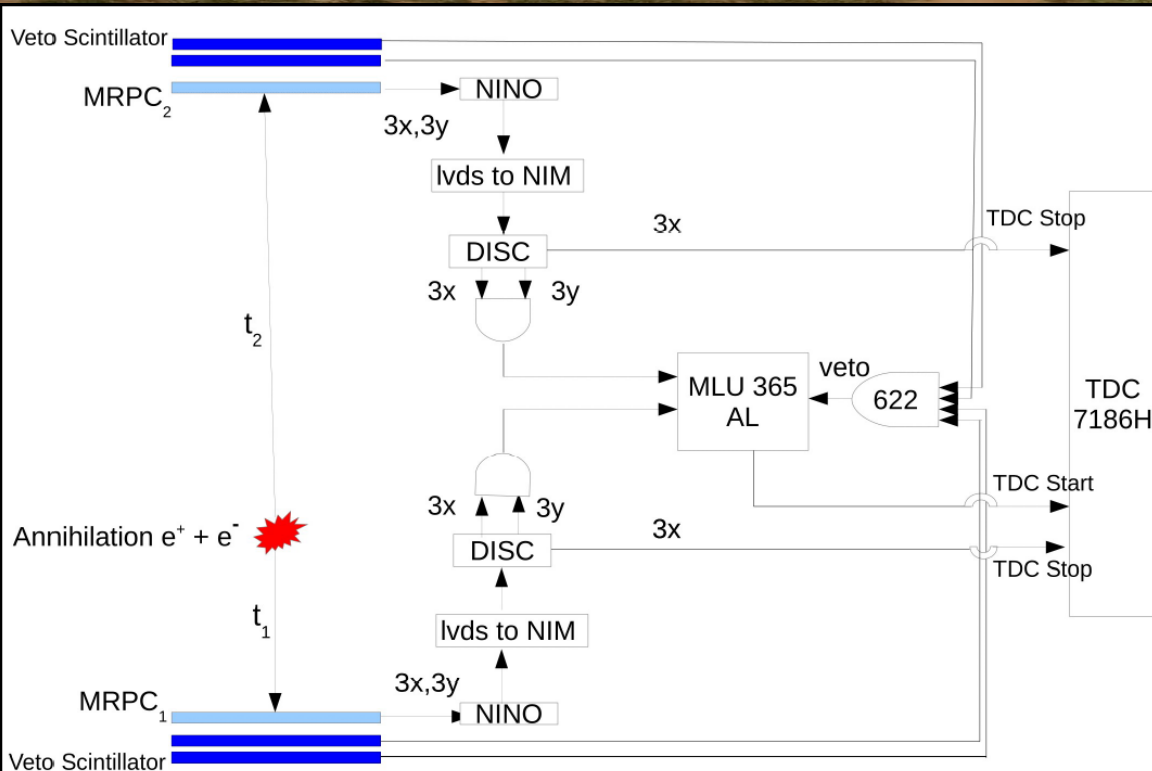 Veto Scintillator
MRPC2
NINO
3x,3y
lvds to NIM
DISC
3x
TDC Stop
3x
3y
t2
MLU 365
AL
veto
622
TDC
7186H
3x
3y
TDC Start
Annihilation e+ + e-
DISC
3x
TDC Stop
t1
lvds to NIM
3x,3y
MRPC1
NINO
Veto Scintillator